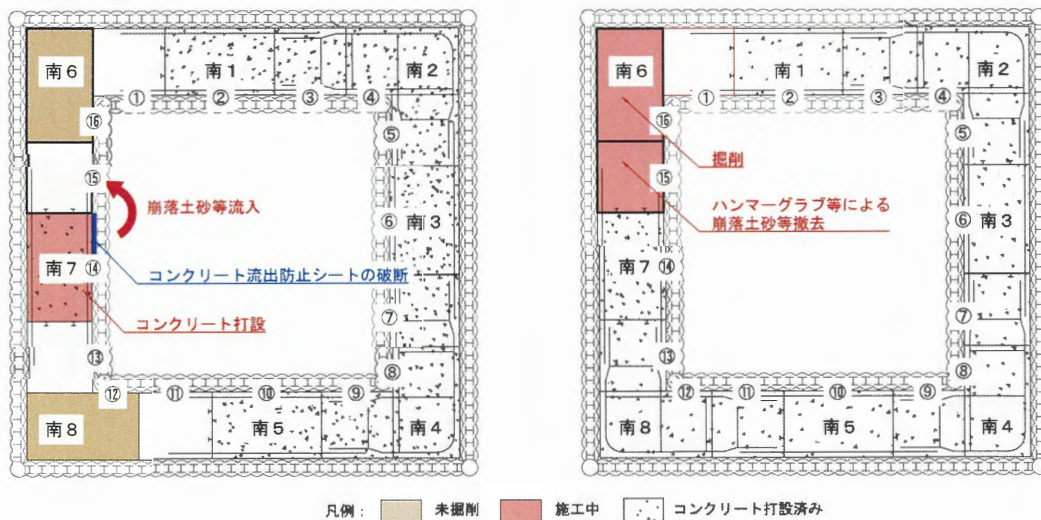 南6
南1
南2
①
②
③
④
⑯
⑤
⑮
崩落土砂等流入
⑥
南3
南7
⑭
コンクリート流出防止シートの破断
コンクリート打設
⑦
⑬
⑧
⑫
⑪
⑩
⑨
南8
南5
南4
南6
南1
南2
①
②
③
④
⑯
⑤
掘削
⑮
ハンマーグラブ等による
崩落土砂等撤去
⑥
南3
南7
⑭
⑦
⑬
⑧
⑫
⑪
⑩
⑨
南8
南5
南4
凡例： 未掘削 施工中 コンクリート打設済み